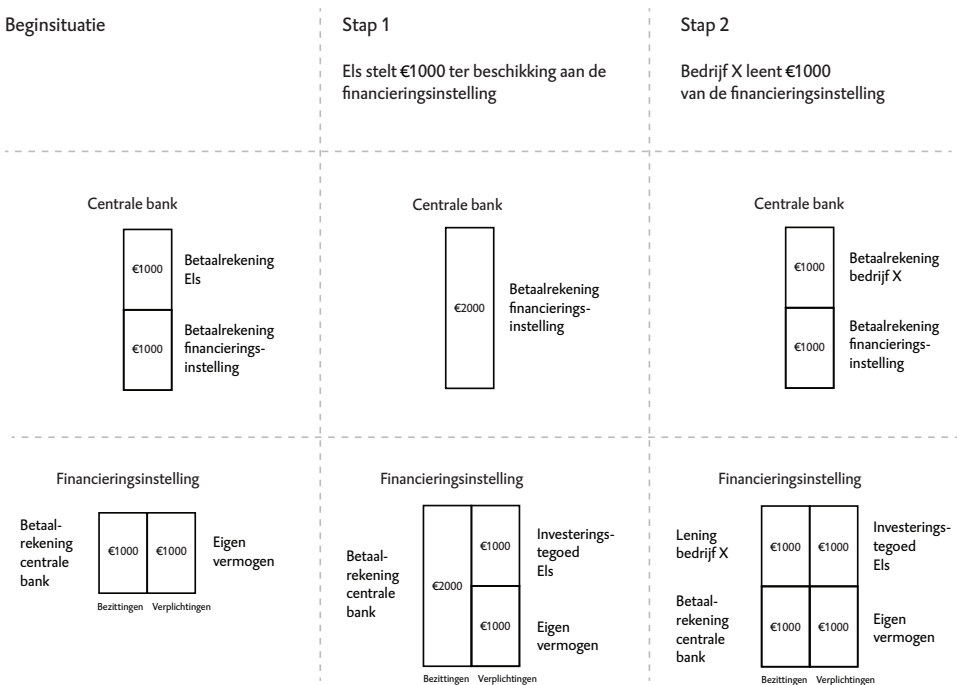 Beginsituatie
Stap 1
Els stelt €1000 ter beschikking aan de
financieringsinstelling
Stap 2
Bedrijf X leent €1000
van de financieringsinstelling
Centrale bank
€1000
Betaalrekening
Els
€1000
Betaalrekening
financierings-
instelling
Centrale bank
€2000
Betaalrekening
financierings-
instelling
Centrale bank
€1000
Betaalrekening
bedrijf X
€1000
Betaalrekening
financierings-
instelling
Financieringsinstelling
Betaal-
rekening
centrale
bank
€1000
€1000
Eigen
vermogen
Bezittingen
Verplichtingen
Financieringsinstelling
Betaal-
rekening
centrale
bank
€2000
€1000
Investerings-
tegoed
Els
€1000
Eigen
vermogen
Bezittingen
Verplichtingen
Financieringsinstelling
Lening
bedrijf X
€1000
€1000
Investerings-
tegoed
Els
Betaal-
rekening
centrale
bank
€1000
€1000
Eigen
vermogen
Bezittingen
Verplichtingen